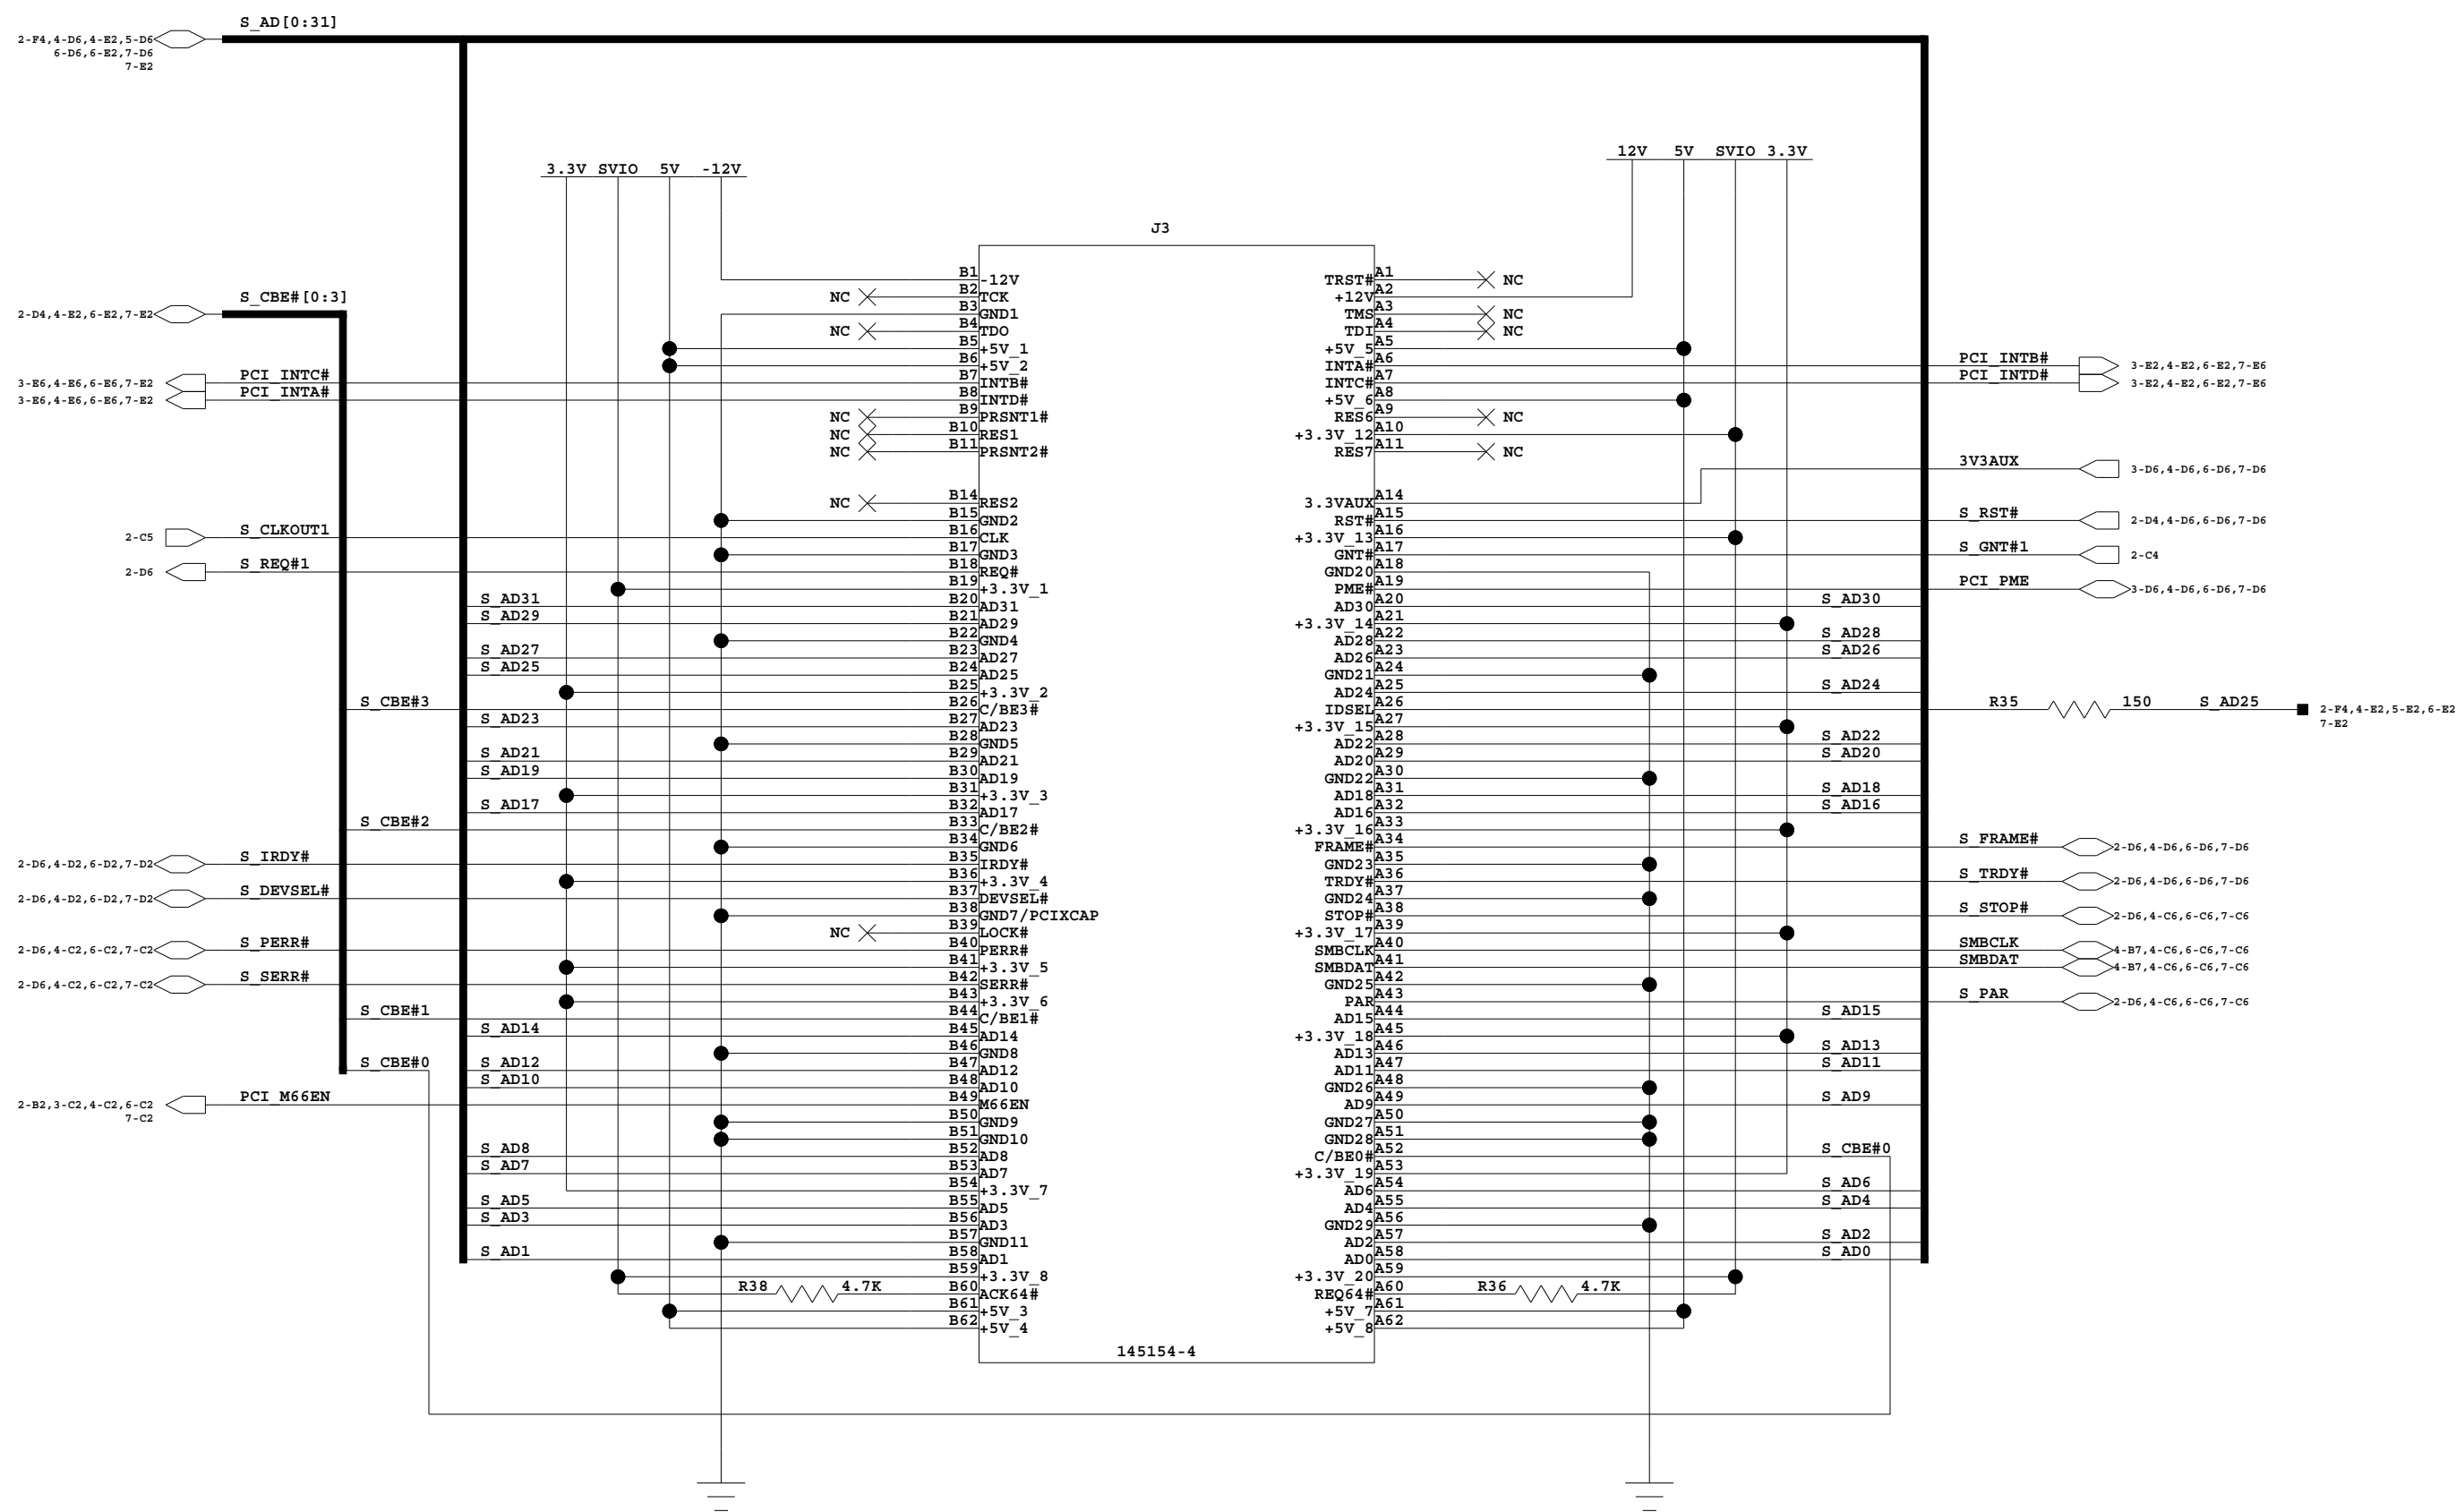 S_AD[0:31]
2-F4,4-D6,4-E2,5-D6
6-D6,6-E2,7-D6
7-E2
3.3V SVIO 5V -12V
12V 5V SVIO 3.3V
J3
B1 -12V
NC B2 TCK
B3 GND1
NC B4 TDO
B5 +5V_1
B6 +5V_2
B7 INTB#
B8 INTD#
NC B9 PRSNT1#
NC B10 RES1
NC B11 PRSNT2#
NC B14 RES2
B15 GND2
B16 CLK
B17 GND3
B18 REQ#
B19 +3.3V_1
S_AD31 B20 AD31
S_AD29 B21 AD29
B22 GND4
S_AD27 B23 AD27
S_AD25 B24 AD25
B25 +3.3V_2
S_CBE#3 B26 C/BE3#
S_AD23 B27 AD23
B28 GND5
S_AD21 B29 AD21
S_AD19 B30 AD19
B31 +3.3V_3
S_AD17 B32 AD17
S_CBE#2 B33 C/BE2#
B34 GND6
B35 IRDY#
B36 +3.3V_4
B37 DEVSEL#
B38 GND7/PCIXCAP
NC B39 LOCK#
B40 PERR#
B41 +3.3V_5
B42 SERR#
B43 +3.3V_6
S_CBE#1 B44 C/BE1#
S_AD14 B45 AD14
B46 GND8
S_AD12 B47 AD12
S_CBE#0
S_AD10 B48 AD10
B49 M66EN
B50 GND9
B51 GND10
S_AD8 B52 AD8
S_AD7 B53 AD7
B54 +3.3V_7
S_AD5 B55 AD5
S_AD3 B56 AD3
B57 GND11
S_AD1 B58 AD1
B59 +3.3V_8
R38 4.7K B60 ACK64#
B61 +5V_3
B62 +5V_4
S_CBE#[0:3]
2-D4,4-E2,6-E2,7-E2
PCI_INTC#
3-E6,4-E6,6-E6,7-E2
PCI_INTA#
3-E6,4-E6,6-E6,7-E2
S_CLKOUT1
2-C5
S_REQ#1
2-D6
S_IRDY#
2-D6,4-D2,6-D2,7-D2
S_DEVSEL#
2-D6,4-D2,6-D2,7-D2
S_PERR#
2-D6,4-C2,6-C2,7-C2
S_SERR#
2-D6,4-C2,6-C2,7-C2
PCI_M66EN
2-B2,3-C2,4-C2,6-C2
7-C2
TRST# A1 NC
+12V A2
TMS A3 NC
TDI A4 NC
+5V_5 A5
INTA# A6
INTC# A7
+5V_6 A8
RES6 A9 NC
+3.3V_12 A10
RES7 A11 NC
3.3VAUX A14
RST# A15
+3.3V_13 A16
GNT# A17
GND20 A18
PME# A19
AD30 A20 S_AD30
+3.3V_14 A21
AD28 A22 S_AD28
AD26 A23 S_AD26
GND21 A24
AD24 A25 S_AD24
IDSEL A26
+3.3V_15 A27
AD22 A28 S_AD22
AD20 A29 S_AD20
GND22 A30
AD18 A31 S_AD18
AD16 A32 S_AD16
+3.3V_16 A33
FRAME# A34
GND23 A35
TRDY# A36
GND24 A37
STOP# A38
+3.3V_17 A39
SMBCLK A40
SMBDAT A41
GND25 A42
PAR A43
AD15 A44 S_AD15
+3.3V_18 A45
AD13 A46 S_AD13
AD11 A47 S_AD11
GND26 A48
AD9 A49 S_AD9
GND27 A50
GND28 A51
C/BE0# A52 S_CBE#0
+3.3V_19 A53
AD6 A54 S_AD6
AD4 A55 S_AD4
GND29 A56
AD2 A57 S_AD2
AD0 A58 S_AD0
+3.3V_20 A59
REQ64# A60 R36 4.7K
+5V_7 A61
+5V_8 A62
PCI_INTB#
3-E2,4-E2,6-E2,7-E6
PCI_INTD#
3-E2,4-E2,6-E2,7-E6
3V3AUX
3-D6,4-D6,6-D6,7-D6
S_RST#
2-D4,4-D6,6-D6,7-D6
S_GNT#1
2-C4
PCI_PME
3-D6,4-D6,6-D6,7-D6
R35 150 S_AD25
2-F4,4-E2,5-E2,6-E2
7-E2
S_FRAME#
2-D6,4-D6,6-D6,7-D6
S_TRDY#
2-D6,4-D6,6-D6,7-D6
S_STOP#
2-D6,4-C6,6-C6,7-C6
SMBCLK
4-B7,4-C6,6-C6,7-C6
SMBDAT
4-B7,4-C6,6-C6,7-C6
S_PAR
2-D6,4-C6,6-C6,7-C6
145154-4